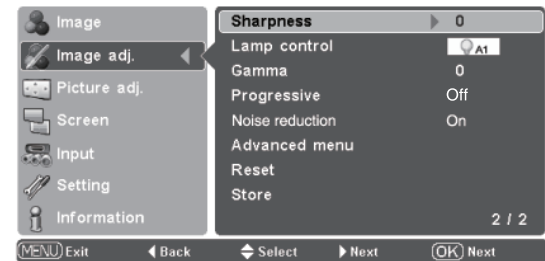 Image
Image adj.
Picture adj.
Screen
Input
Setting
Information
Sharpness 0
Lamp control A1
Gamma 0
Progressive Off
Noise reduction On
Advanced menu
Reset
Store
2 / 2
MENU Exit Back Select Next OK Next